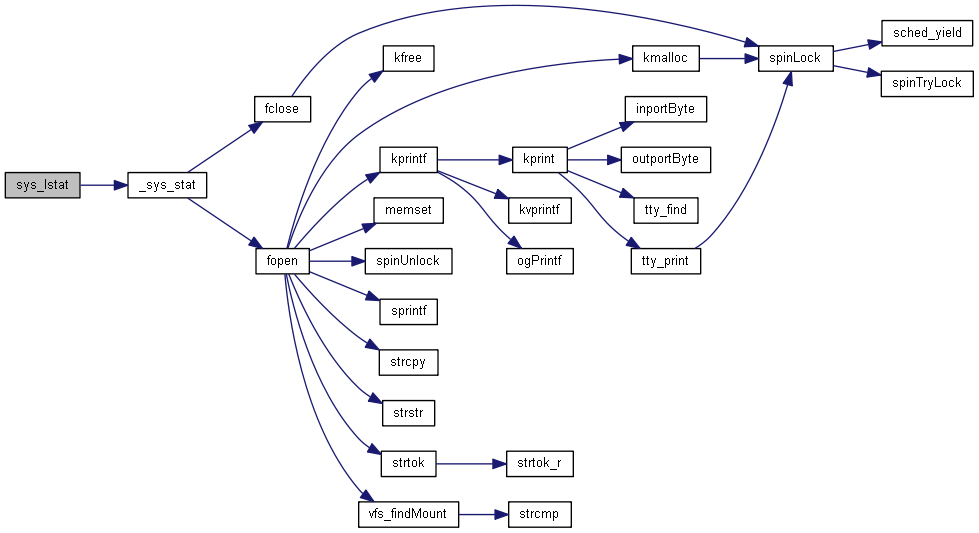 sched_yield
kfree
kmalloc
spinLock
spinTryLock
fclose
inportByte
kprintf
kprint
outportByte
sys_lstat
_sys_stat
memset
kvprintf
tty_find
fopen
spinUnlock
ogPrintf
tty_print
sprintf
strcpy
strstr
strtok
strtok_r
vfs_findMount
strcmp